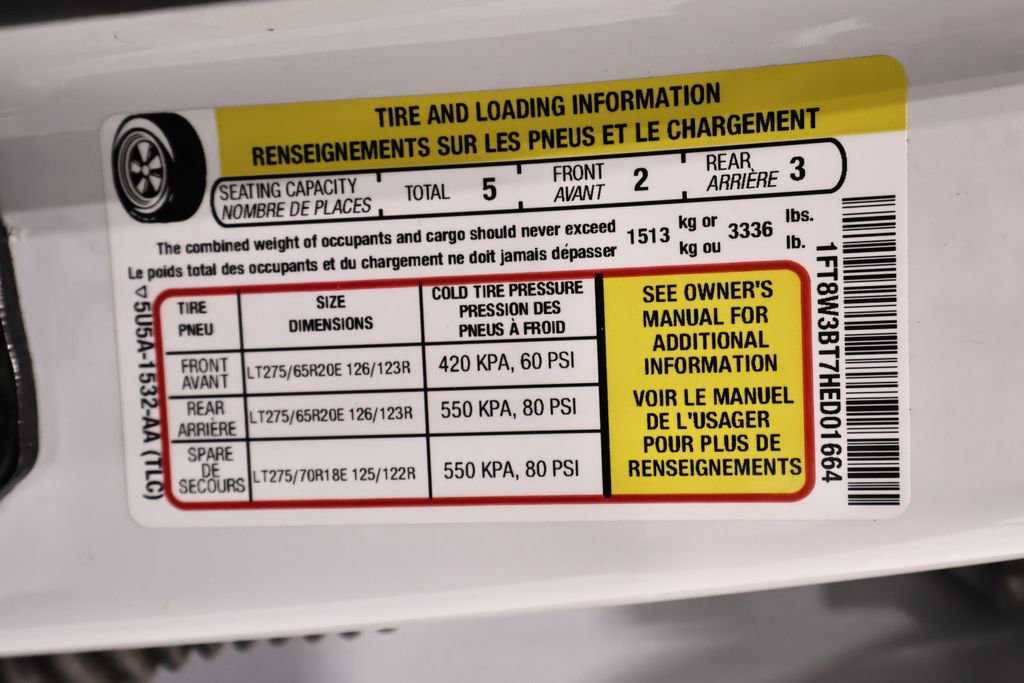 TIRE AND LOADING INFORMATION
RENSEIGNEMENTS SUR LES PNEUS ET LE CHARGEMENT
SEATING CAPACITY TOTAL 5 FRONT 2 REAR 3
NOMBRE DE PLACES AVANT ARRIÈRE
The combined weight of occupants and cargo should never exceed 1513 kg or 3336 lbs.
Le poids total des occupants et du chargement ne doit jamais dépasser kg ou lb.
TIRE SIZE COLD TIRE PRESSURE
PNEU DIMENSIONS PRESSION DES
PNEUS À FROID
FRONT LT275/65R20E 126/123R 420 KPA, 60 PSI
AVANT
REAR LT275/65R20E 126/123R 550 KPA, 80 PSI
ARRIÈRE
SPARE LT275/70R18E 125/122R 550 KPA, 80 PSI
DE
SECOURS
SEE OWNER'S
MANUAL FOR
ADDITIONAL
INFORMATION
VOIR LE MANUEL
DE L'USAGER
POUR PLUS DE
RENSEIGNEMENTS
5U5A-1532-AA (TLC)
1FT8W3BT7HED01664